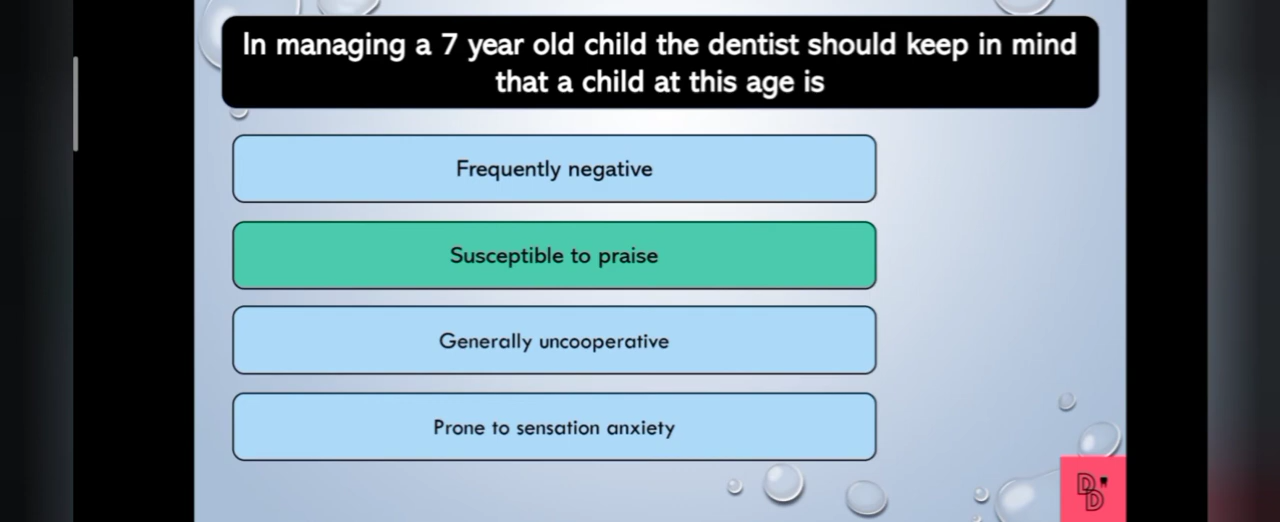 In managing a 7 year old child the dentist should keep in mind
that a child at this age is
Frequently negative
Susceptible to praise
Generally uncooperative
Prone to sensation anxiety
DD